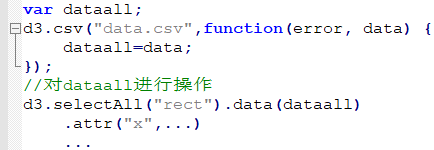 var dataall;
d3.csv("data.csv",function(error, data) {
    dataall=data;
});
//对dataall进行操作
d3.selectAll("rect").data(dataall)
    .attr("x",...)
    ...